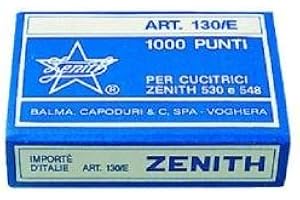 ART. 130/E
1000 PUNTI
Zenith
®
PER CUCITRICI
ZENITH 530 e 548
BALMA, CAPODURI & C. SPA - VOGHERA
IMPORTÉ
D'ITALIE
ART. 130/E
ZENITH